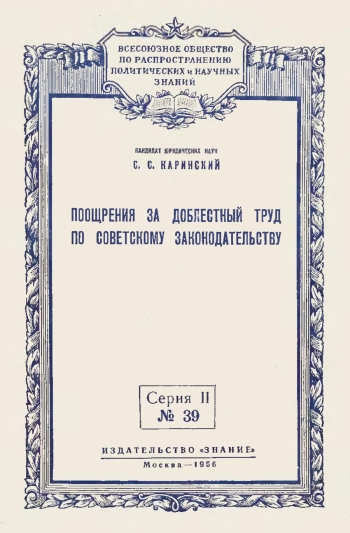 ВСЕСОЮЗНОЕ ОБЩЕСТВО
ПО РАСПРОСТРАНЕНИЮ
ПОЛИТИЧЕСКИХ и НАУЧНЫХ
ЗНАНИЙ
КАНДИДАТ ЮРИДИЧЕСКИХ НАУК
С. С. КАРИНСКИЙ
ПООЩРЕНИЯ ЗА ДОБЛЕСТНЫЙ ТРУД
ПО СОВЕТСКОМУ ЗАКОНОДАТЕЛЬСТВУ
Серия II
№ 39
ИЗДАТЕЛЬСТВО «ЗНАНИЕ»
Москва — 1956